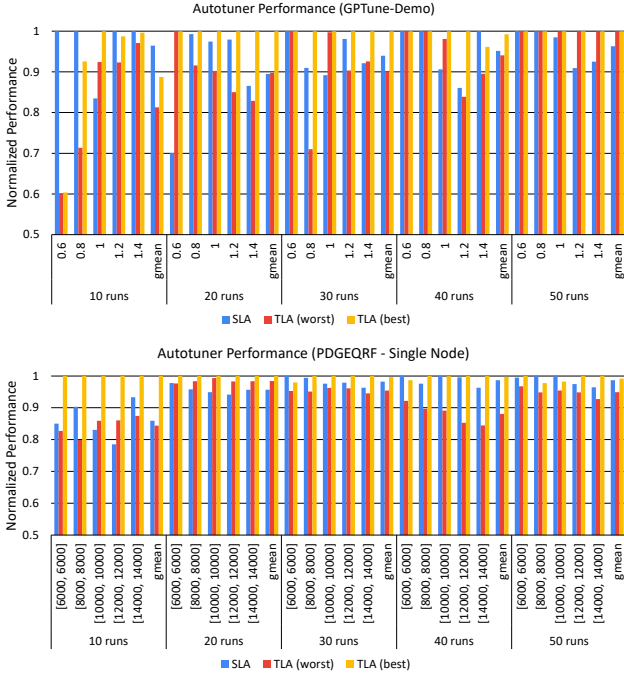 Autotuner Performance (GPTune-Demo)
Normalized Performance
1
0.9
0.8
0.7
0.6
0.5
0.6 0.8 1 1.2 1.4 gmean 0.6 0.8 1 1.2 1.4 gmean 0.6 0.8 1 1.2 1.4 gmean 0.6 0.8 1 1.2 1.4 gmean 0.6 0.8 1 1.2 1.4 gmean
10 runs 20 runs 30 runs 40 runs 50 runs
SLA TLA (worst) TLA (best)
Autotuner Performance (PDGEQRF - Single Node)
Normalized Performance
1
0.9
0.8
0.7
0.6
0.5
[6000, 6000] [8000, 8000] [10000, 10000] [12000, 12000] [14000, 14000] gmean [6000, 6000] [8000, 8000] [10000, 10000] [12000, 12000] [14000, 14000] gmean [6000, 6000] [8000, 8000] [10000, 10000] [12000, 12000] [14000, 14000] gmean [6000, 6000] [8000, 8000] [10000, 10000] [12000, 12000] [14000, 14000] gmean [6000, 6000] [8000, 8000] [10000, 10000] [12000, 12000] [14000, 14000] gmean
10 runs 20 runs 30 runs 40 runs 50 runs
SLA TLA (worst) TLA (best)